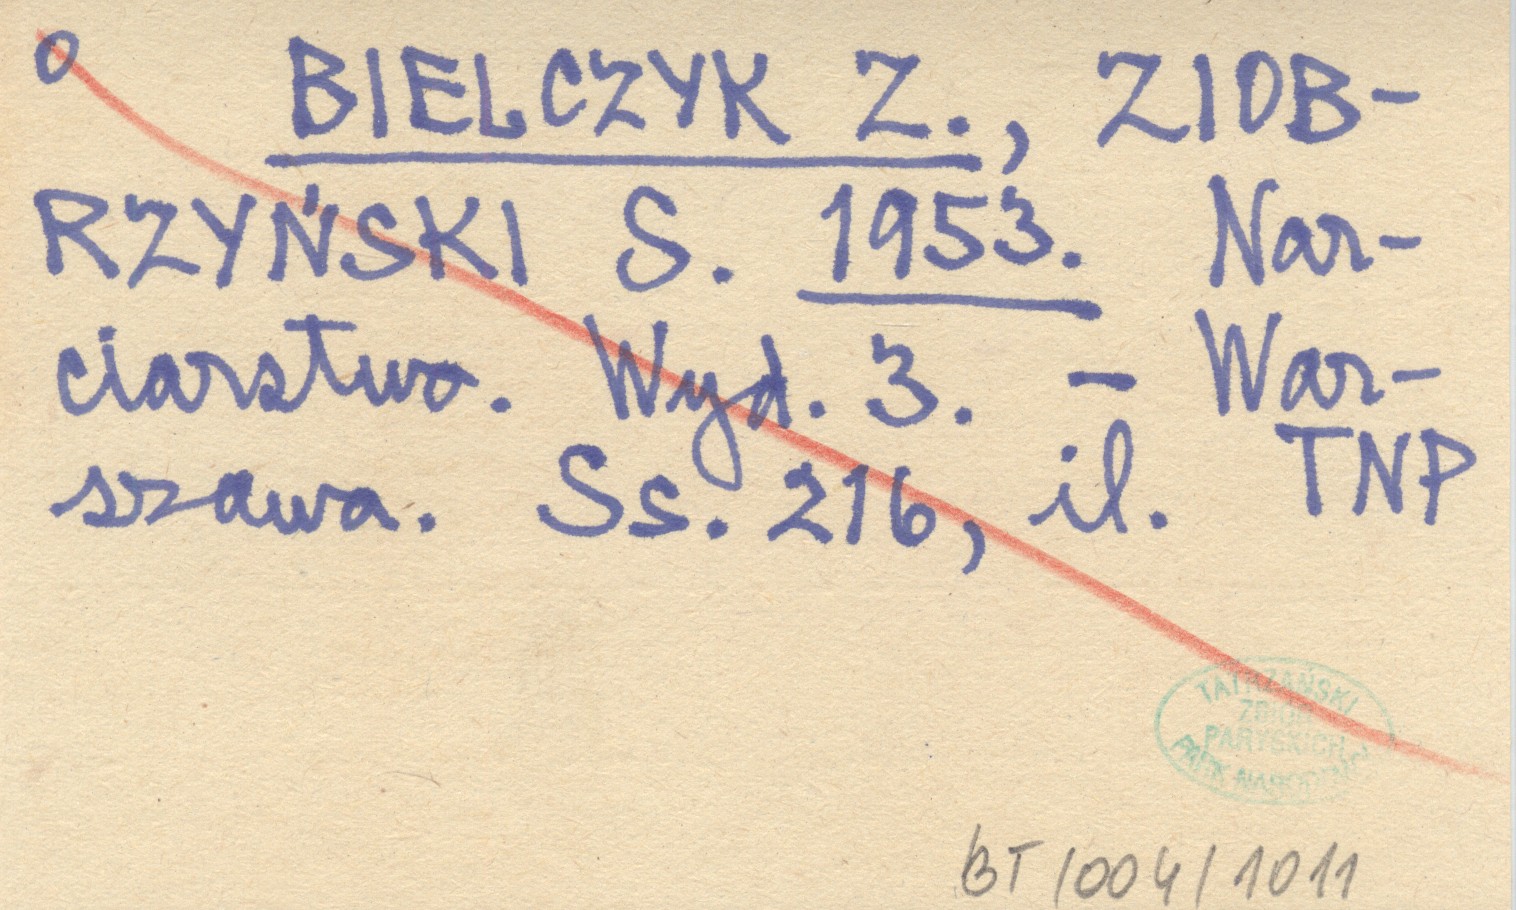 o BIELCZYK Z., ZIOB-
RZYŃSKI S. 1953. Nar-
ciarstwo. Wyd. 3. – War-
szawa. Ss. 216, il. TNP
TATRZAŃSKI
ZBIÓR
PARYSKICH
PARK NARODOWY
BT/004/1011